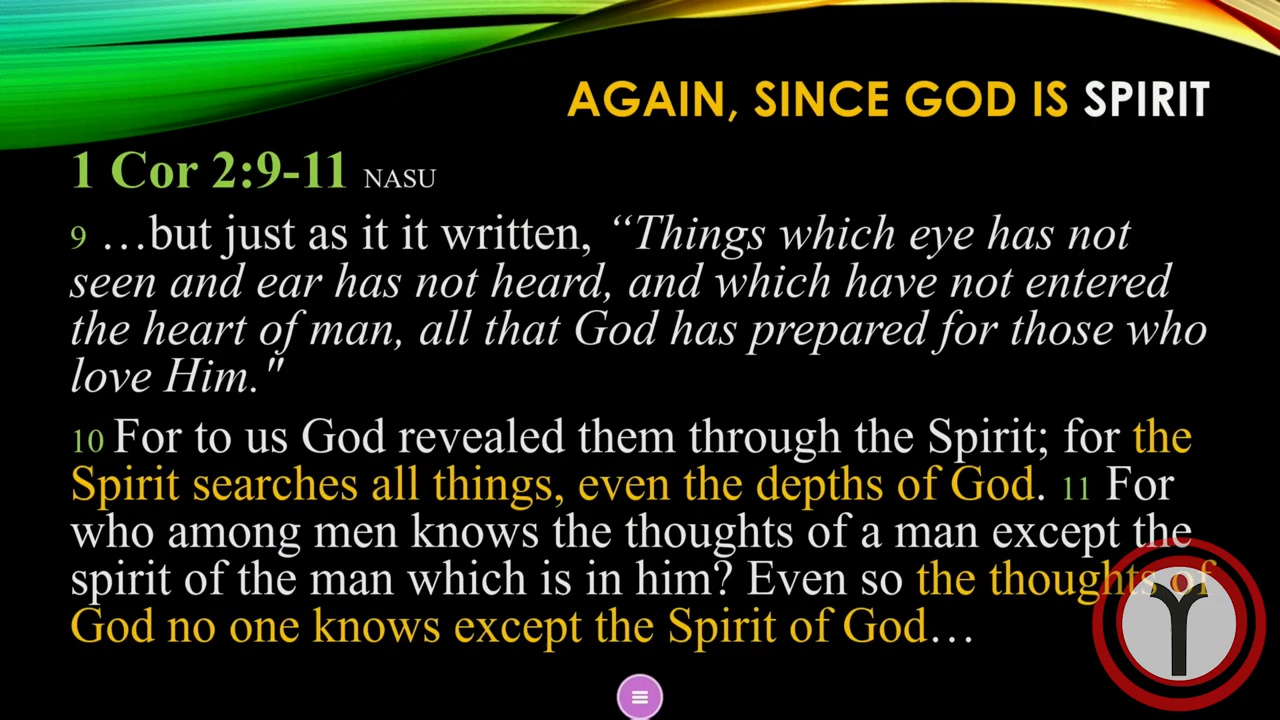 AGAIN, SINCE GOD IS SPIRIT
1 Cor 2:9-11 NASU
9 …but just as it it written, “Things which eye has not
seen and ear has not heard, and which have not entered
the heart of man, all that God has prepared for those who
love Him."
10 For to us God revealed them through the Spirit; for the
Spirit searches all things, even the depths of God. 11 For
who among men knows the thoughts of a man except the
spirit of the man which is in him? Even so the thoughts of
God no one knows except the Spirit of God…